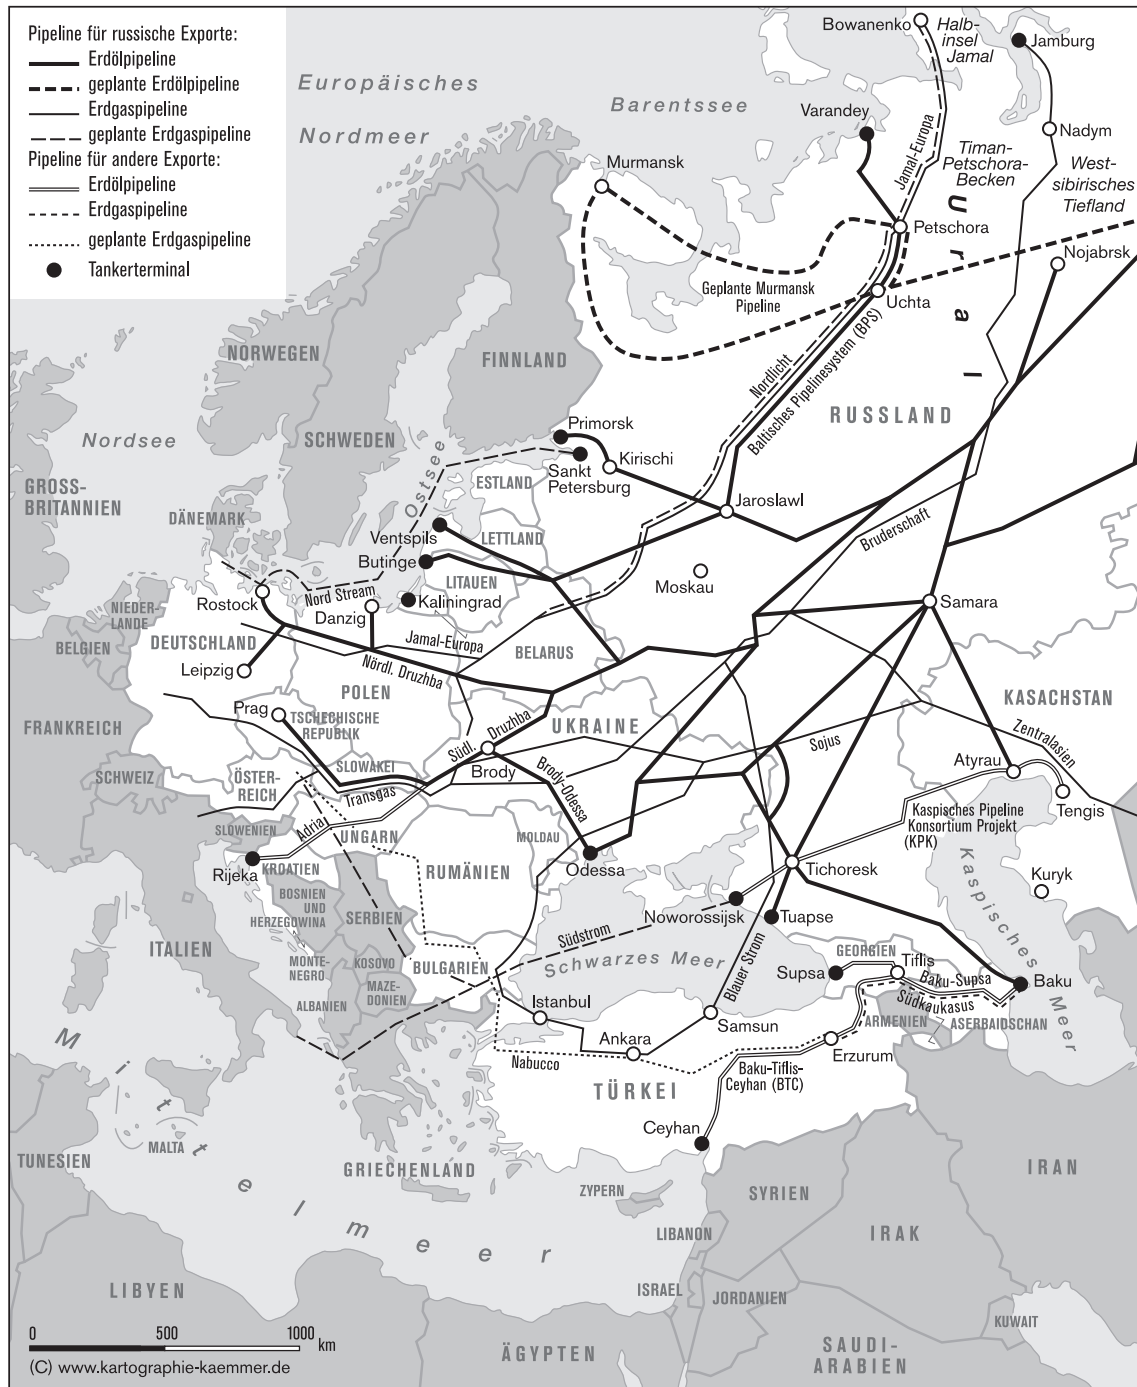 Pipeline für russische Exporte:
Erdölpipeline
geplante Erdölpipeline
Erdgaspipeline
geplante Erdgaspipeline
Pipeline für andere Exporte:
Erdölpipeline
Erdgaspipeline
geplante Erdgaspipeline
Tankerterminal
Europäisches
Nordmeer
Barentssee
Bowanenko
Halb-
insel
Jamal
Jamburg
Varandey
Nadym
Murmansk
Jamal-Europa
Timan-
Petschora-
Becken
West-
sibirisches
Tiefland
Ural
Petschora
Nojabrsk
Geplante Murmansk
Pipeline
Uchta
NORWEGEN
FINNLAND
Nordlicht
Baltisches Pipelinesystem (BPS)
RUSSLAND
Nordsee
SCHWEDEN
Primorsk
Kirischi
Sankt
Petersburg
Ostsee
ESTLAND
GROSS-
BRITANNIEN
DÄNEMARK
Jaroslawl
Ventspils
LETTLAND
Bruderschaft
Butinge
LITAUEN
Moskau
Nord Stream
Kaliningrad
Rostock
Danzig
Samara
NIEDER-
LANDE
BELGIEN
DEUTSCHLAND
Jamal-Europa
BELARUS
Leipzig
Nördl. Druzhba
POLEN
KASACHSTAN
Prag
TSCHECHISCHE
REPUBLIK
UKRAINE
FRANKREICH
Südl. Druzhba
Sojus
Zentralasien
SLOWAKEI
Brody
Atyrau
SCHWEIZ
ÖSTER-
REICH
Transgas
Brody-Odessa
Tengis
Kaspisches Pipeline
Konsortium Projekt
(KPK)
SLOWENIEN
Adria
UNGARN
MOLDAU
Rijeka
KROATIEN
RUMÄNIEN
Odessa
Tichoresk
Kuryk
Kaspisches Meer
BOSNIEN
UND
HERZEGOWINA
SERBIEN
Noworossijsk
Tuapse
ITALIEN
Südstrom
MONTE-
NEGRO
KOSOVO
BULGARIEN
Schwarzes Meer
Blauer Strom
GEORGIEN
Tiflis
Supsa
Baku-Supsa
Baku
Südkaukasus
ALBANIEN
MAZE-
DONIEN
Istanbul
Samsun
ARMENIEN
ASERBAIDSCHAN
Ankara
Erzurum
Nabucco
Baku-Tiflis-
Ceyhan (BTC)
TÜRKEI
Ceyhan
Mittelmeer
MALTA
TUNESIEN
GRIECHENLAND
ZYPERN
SYRIEN
IRAN
LIBANON
IRAK
LIBYEN
ISRAEL
JORDANIEN
KUWAIT
ÄGYPTEN
SAUDI-
ARABIEN
0 500 1000 km
(C) www.kartographie-kaemmer.de